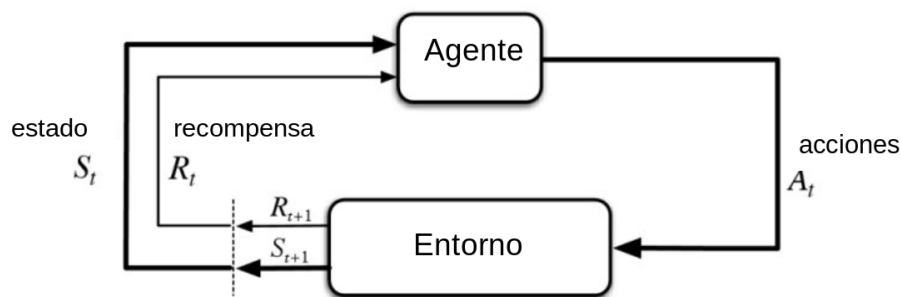 Agente
estado
S_t
recompensa
R_t
acciones
A_t
R_{t+1}
S_{t+1}
Entorno